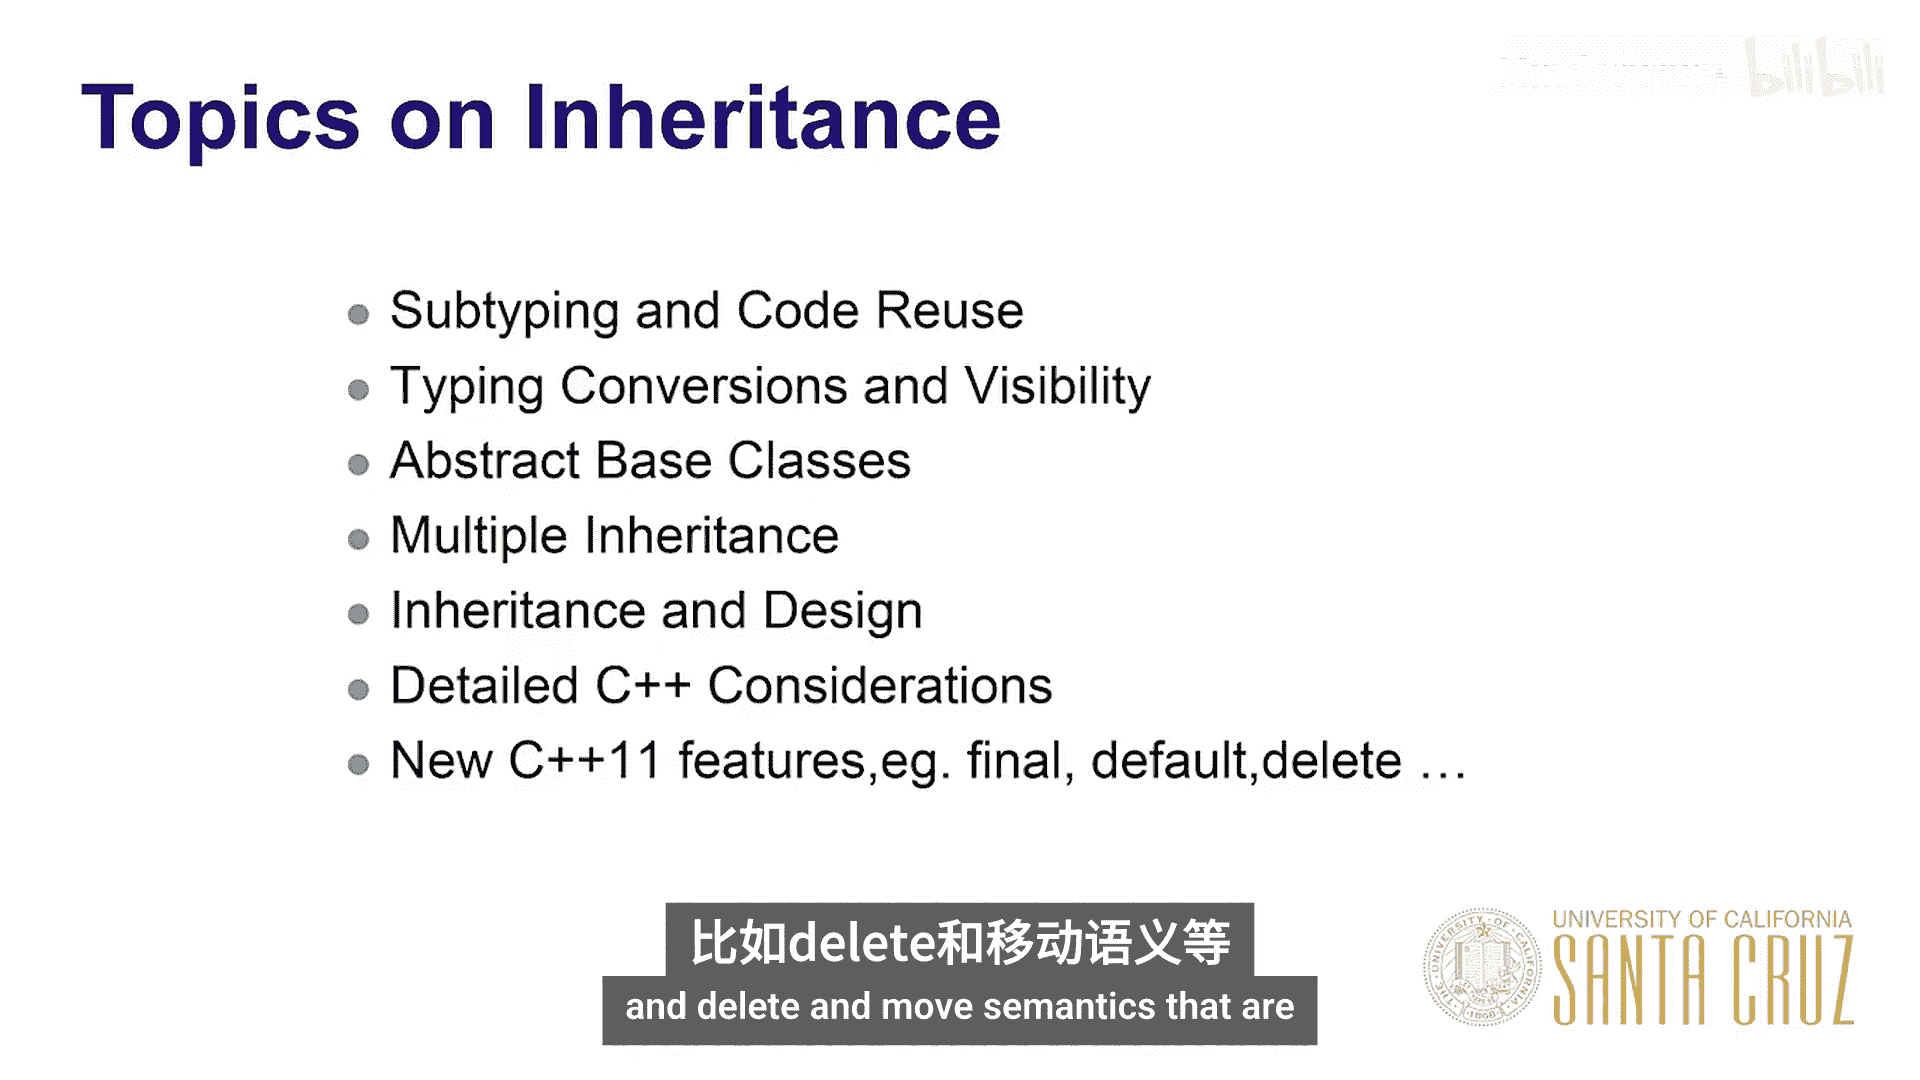 bilibili
Topics on Inheritance
Subtyping and Code Reuse
Typing Conversions and Visibility
Abstract Base Classes
Multiple Inheritance
Inheritance and Design
Detailed C++ Considerations
New C++11 features,eg. final, default,delete …
比如delete和移动语义等
and delete and move semantics that are
UNIVERSITY OF CALIFORNIA
SANTA CRUZ